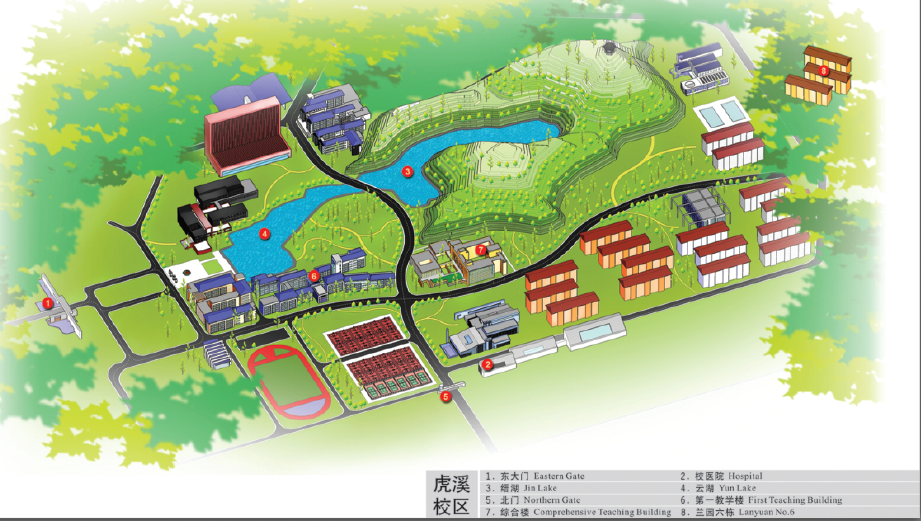 虎溪
校区
1. 东大门 Eastern Gate 2. 校医院 Hospital
3. 缙湖 Jin Lake 4. 云湖 Yun Lake
5. 北门 Northern Gate 6. 第一教学楼 First Teaching Building
7. 综合楼 Comprehensive Teaching Building 8. 兰园六栋 Lanyuan No.6
8
3
4
7
6
1
2
5